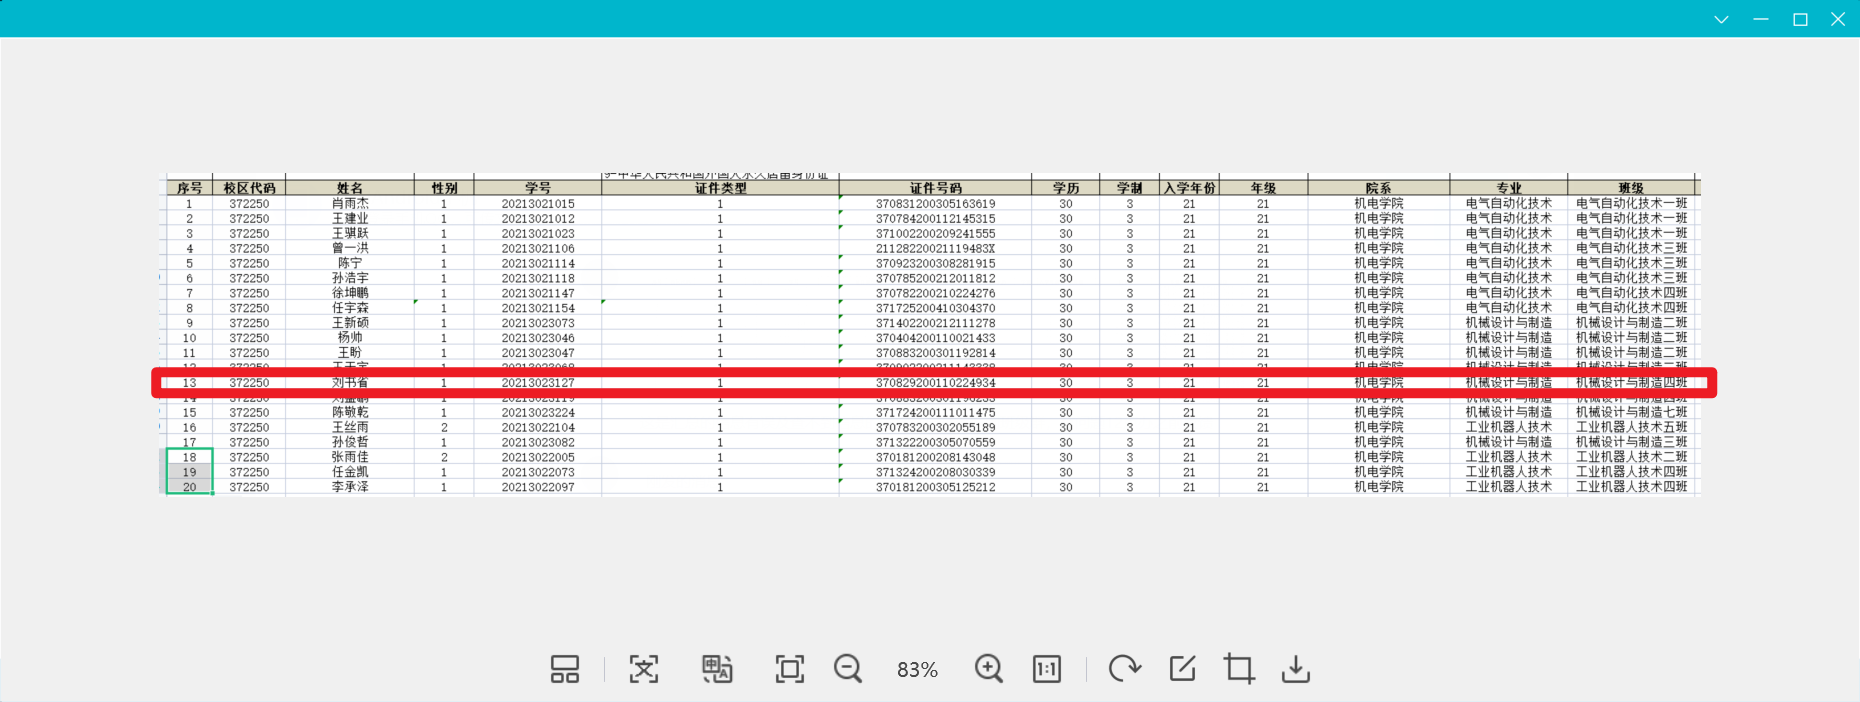 序号 校区代码 姓名 性别 学号 证件类型 证件号码 学历 学制 入学年份 年级 院系 专业 班级
1 372250 肖雨杰 1 20213021015 1 370831200305163619 30 3 21 21 机电学院 电气自动化技术 电气自动化技术一班
2 372250 王建业 1 20213021012 1 370784200112145315 30 3 21 21 机电学院 电气自动化技术 电气自动化技术一班
3 372250 王骐跃 1 20213021023 1 371002200209241555 30 3 21 21 机电学院 电气自动化技术 电气自动化技术一班
4 372250 曾一洪 1 20213021106 1 21128220021119483X 30 3 21 21 机电学院 电气自动化技术 电气自动化技术三班
5 372250 陈宁 1 20213021114 1 370923200308281915 30 3 21 21 机电学院 电气自动化技术 电气自动化技术三班
6 372250 孙浩宇 1 20213021118 1 370785200212011812 30 3 21 21 机电学院 电气自动化技术 电气自动化技术三班
7 372250 徐坤鹏 1 20213021147 1 370782200210224276 30 3 21 21 机电学院 电气自动化技术 电气自动化技术四班
8 372250 任宇森 1 20213021154 1 371725200410304370 30 3 21 21 机电学院 电气自动化技术 电气自动化技术四班
9 372250 王新硕 1 20213023073 1 371402200212111278 30 3 21 21 机电学院 机械设计与制造 机械设计与制造二班
10 372250 杨帅 1 20213023046 1 370404200110021433 30 3 21 21 机电学院 机械设计与制造 机械设计与制造二班
11 372250 王盼 1 20213023047 1 370883200301192814 30 3 21 21 机电学院 机械设计与制造 机械设计与制造二班
13 372250 刘书省 1 20213023127 1 370829200110224934 30 3 21 21 机电学院 机械设计与制造 机械设计与制造四班
15 372250 陈敬乾 1 20213023224 1 371724200111011475 30 3 21 21 机电学院 机械设计与制造 机械设计与制造七班
16 372250 王丝雨 2 20213022104 1 370783200302055189 30 3 21 21 机电学院 工业机器人技术 工业机器人技术五班
17 372250 孙俊哲 1 20213023082 1 371322200305070559 30 3 21 21 机电学院 机械设计与制造 机械设计与制造三班
18 372250 张雨佳 2 20213022005 1 370181200208143048 30 3 21 21 机电学院 工业机器人技术 工业机器人技术二班
19 372250 任金凯 1 20213022073 1 371324200208030339 30 3 21 21 机电学院 工业机器人技术 工业机器人技术四班
20 372250 李承泽 1 20213022097 1 370181200305125212 30 3 21 21 机电学院 工业机器人技术 工业机器人技术四班
83% 1:1